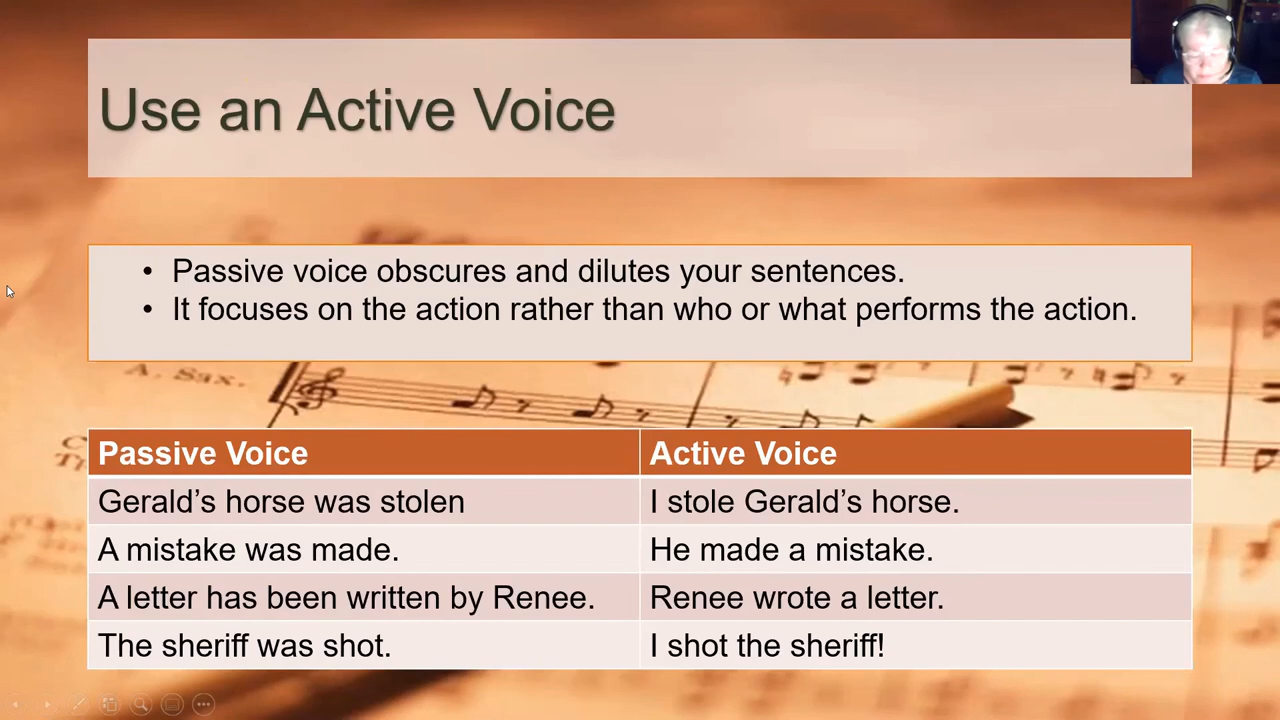 Use an Active Voice
• Passive voice obscures and dilutes your sentences.
• It focuses on the action rather than who or what performs the action.
A. Sax.
Passive Voice
Active Voice
Gerald’s horse was stolen
I stole Gerald’s horse.
A mistake was made.
He made a mistake.
A letter has been written by Renee.
Renee wrote a letter.
The sheriff was shot.
I shot the sheriff!